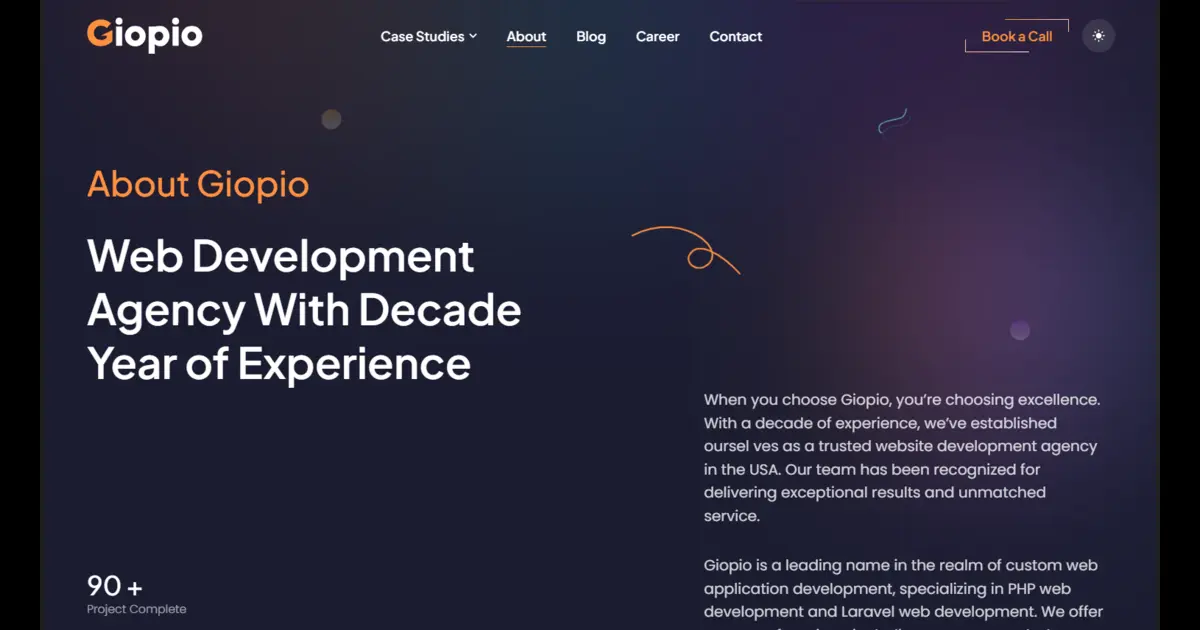 Giopio
Case Studies
About
Blog
Career
Contact
Book a Call
About Giopio
Web Development
Agency With Decade
Year of Experience
When you choose Giopio, you’re choosing excellence.
With a decade of experience, we’ve established
oursel ves as a trusted website development agency
in the USA. Our team has been recognized for
delivering exceptional results and unmatched
service.
90 +
Project Complete
Giopio is a leading name in the realm of custom web
application development, specializing in PHP web
development and Laravel web development. We offer